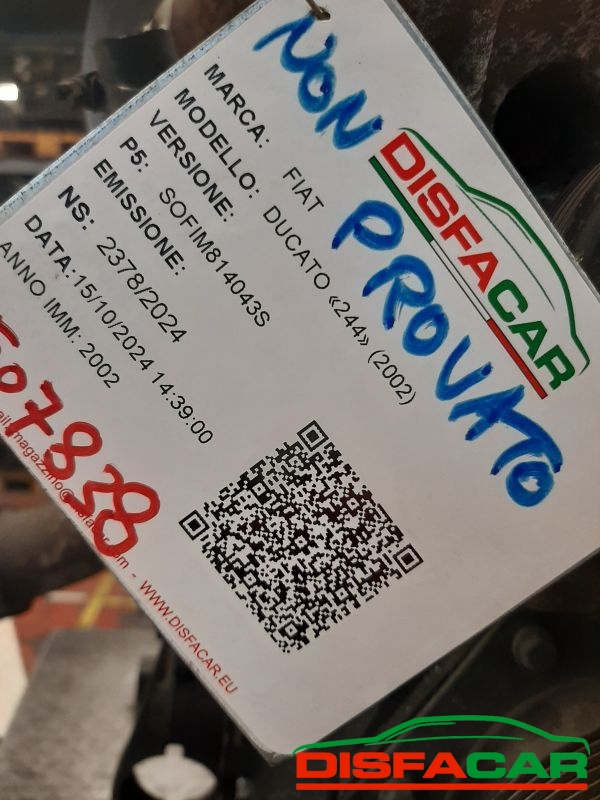 NON PROVATO
DISFACAR
MARCA: FIAT
MODELLO: DUCATO «244» (2002)
VERSIONE:
P5: SOFIM814043S
EMISSIONE:
NS: 2378/2024
DATA: 15/10/2024 14:39:00
ANNO IMM: 2002
- WWW.DISFACAR.EU
DISFACAR